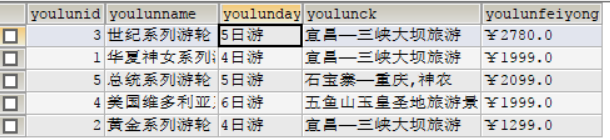 youlunid youlunname youlunday youlunck youlunfeiyong
3 世纪系列游轮 5日游 宜昌—三峡大坝旅游 ¥2780.0
1 华夏神女系列 4日游 宜昌—三峡大坝旅游 ¥1999.0
5 总统系列游轮 5日游 石宝寨—重庆,神农 ¥2099.0
4 美国维多利亚 6日游 五鱼山玉皇圣地旅游景 ¥1999.0
2 黄金系列游轮 4日游 宜昌—三峡大坝旅游 ¥1299.0